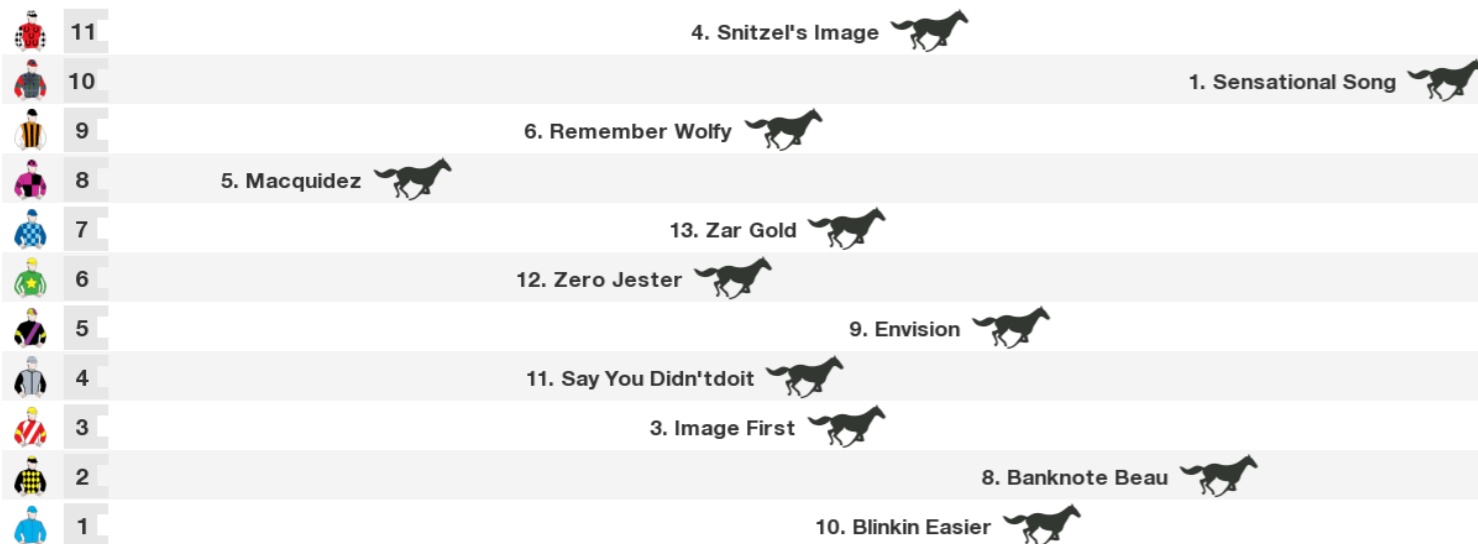 11 4. Snitzel's Image
10 1. Sensational Song
9 6. Remember Wolfy
8 5. Macquidez
7 13. Zar Gold
6 12. Zero Jester
5 9. Envision
4 11. Say You Didn'tdoit
3 3. Image First
2 8. Banknote Beau
1 10. Blinkin Easier